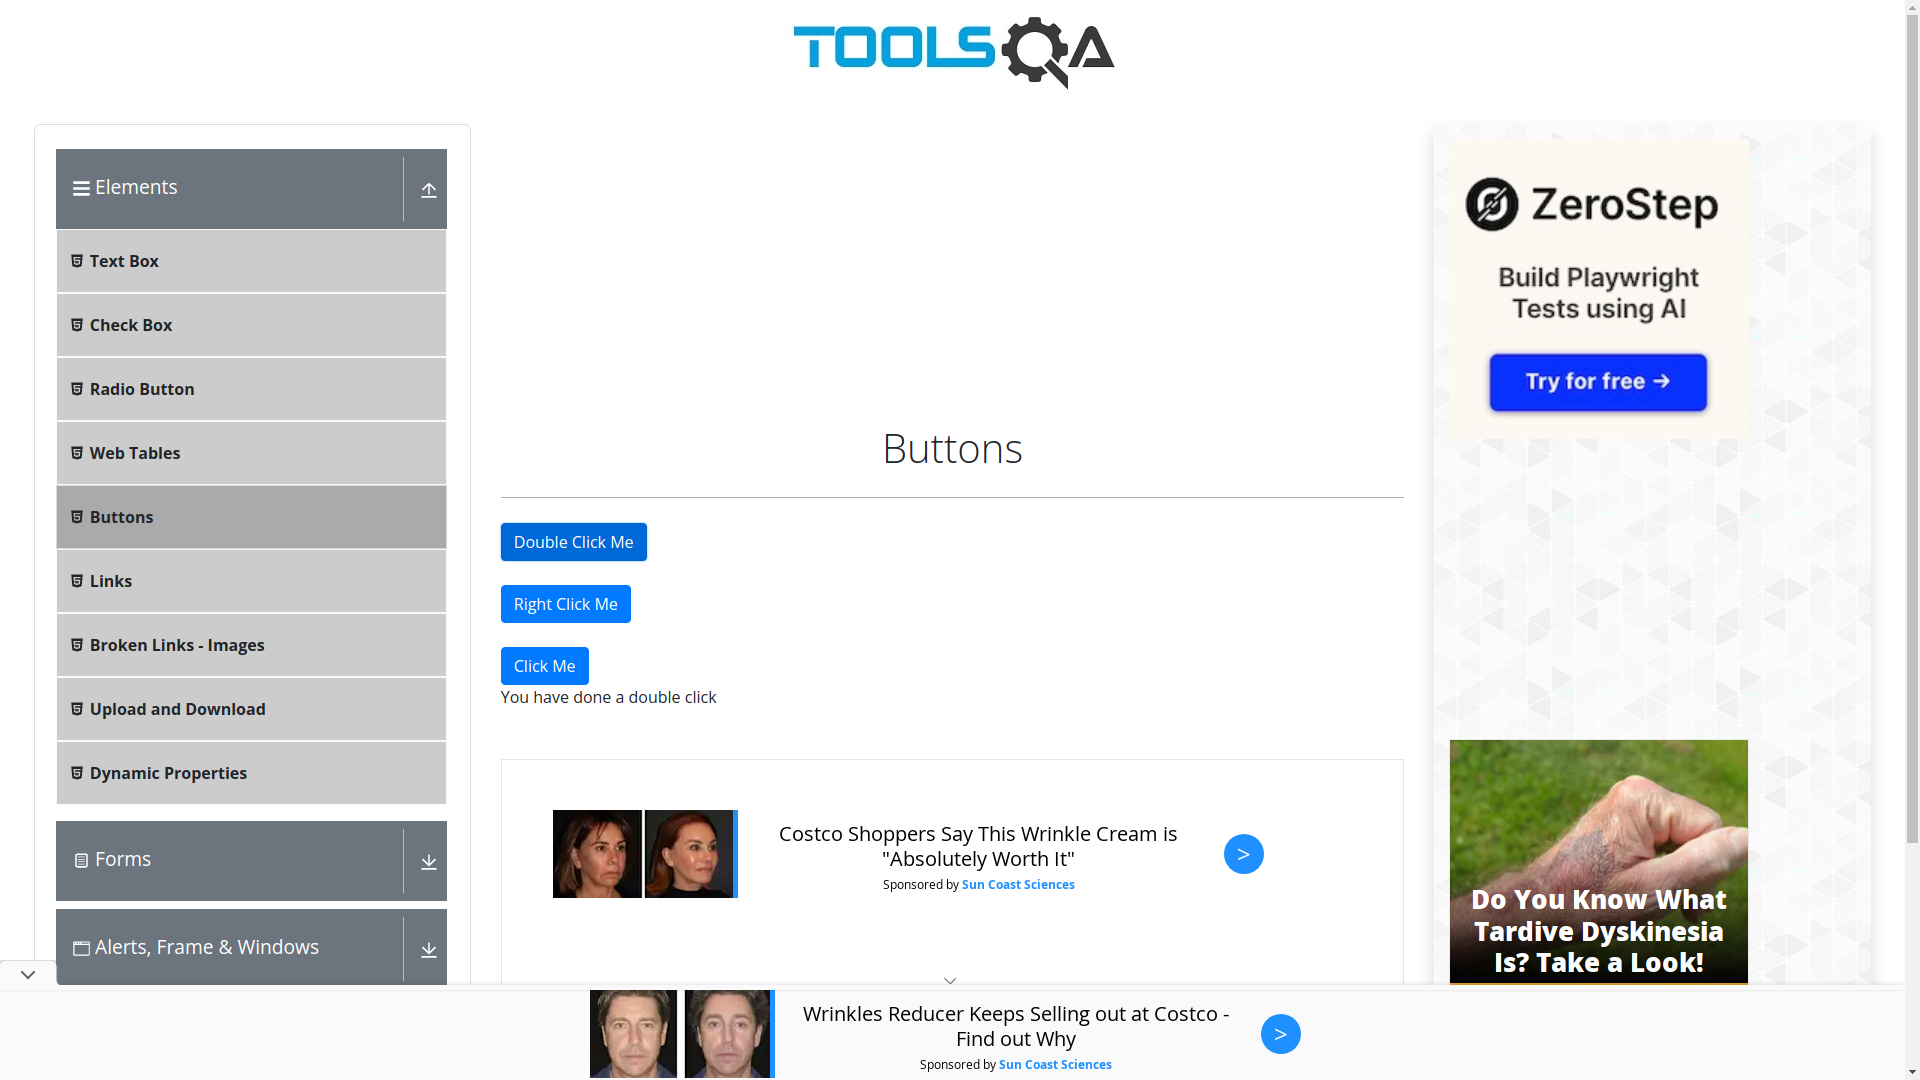 TOOLSQA
Elements
Text Box
Check Box
Radio Button
Web Tables
Buttons
Links
Broken Links - Images
Upload and Download
Dynamic Properties
Forms
Alerts, Frame & Windows
Buttons
Double Click Me
Right Click Me
Click Me
You have done a double click
Costco Shoppers Say This Wrinkle Cream is
"Absolutely Worth It"
Sponsored by Sun Coast Sciences
>
ZeroStep
Build Playwright
Tests using AI
Try for free →
Do You Know What
Tardive Dyskinesia
Is? Take a Look!
Wrinkles Reducer Keeps Selling out at Costco -
Find out Why
Sponsored by Sun Coast Sciences
>